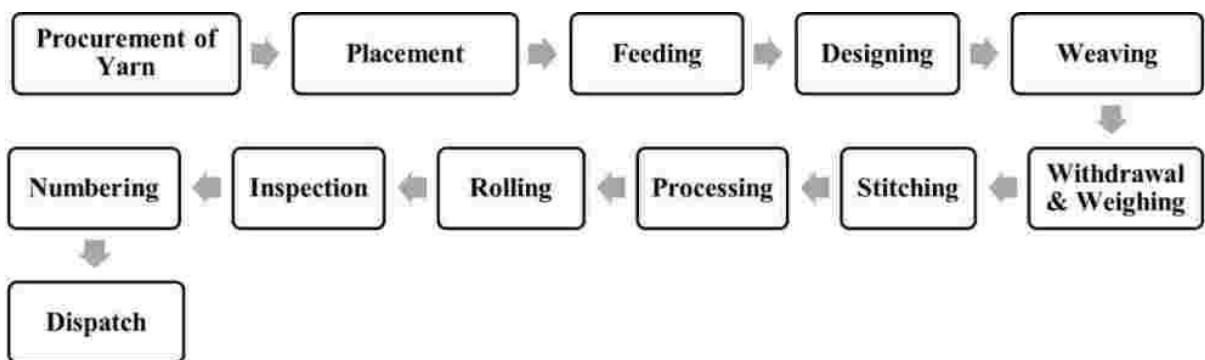 Procurement of
Yarn
Placement
Feeding
Designing
Weaving
Withdrawal
& Weighing
Stitching
Processing
Rolling
Inspection
Numbering
Dispatch